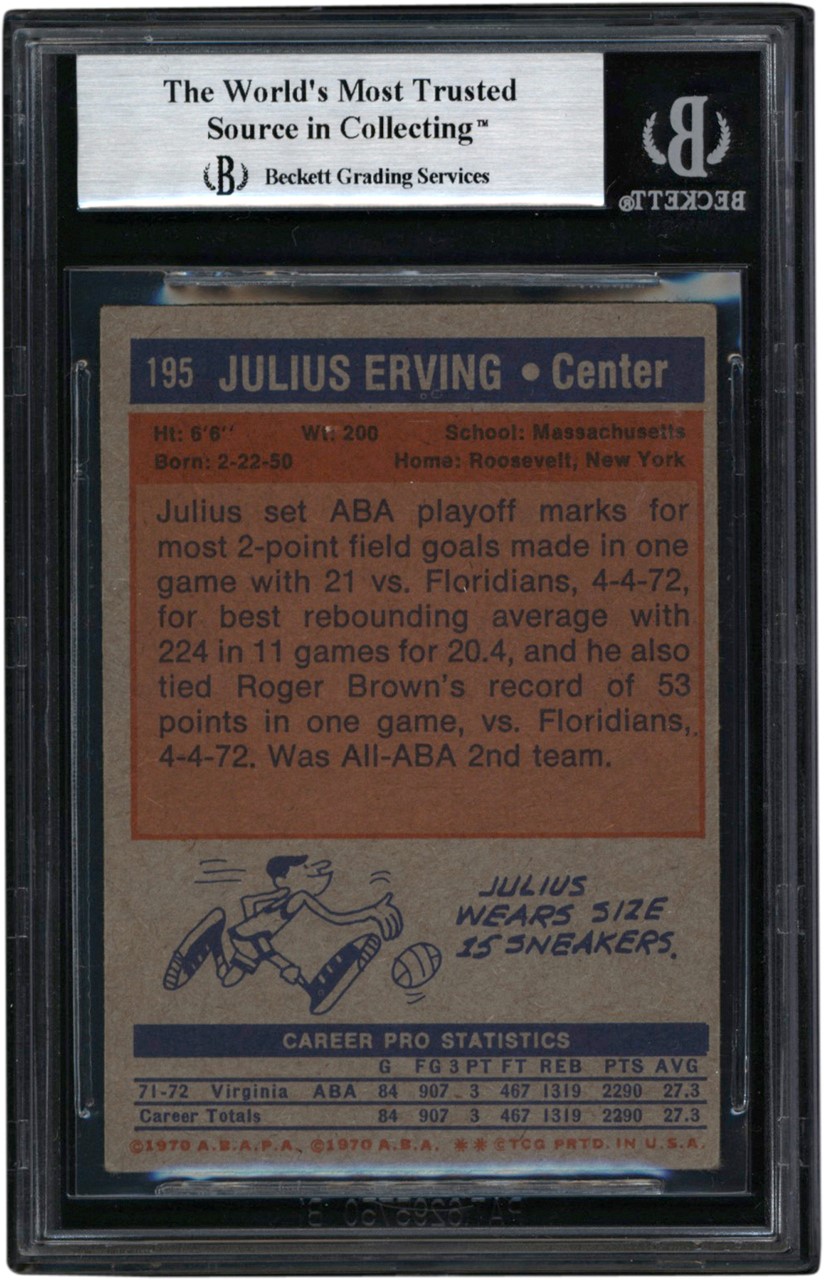 The World's Most Trusted
Source in Collecting™
B Beckett Grading Services
B
BECKETT®
195 JULIUS ERVING • Center
Ht: 6'6'' Wt: 200 School: Massachusetts
Born: 2-22-50 Home: Roosevelt, New York
Julius set ABA playoff marks for
most 2-point field goals made in one
game with 21 vs. Floridians, 4-4-72,
for best rebounding average with
224 in 11 games for 20.4, and he also
tied Roger Brown's record of 53
points in one game, vs. Floridians,
4-4-72. Was All-ABA 2nd team.
JULIUS
WEARS SIZE
15 SNEAKERS.
CAREER PRO STATISTICS
G FG 3 PT FT REB PTS AVG
71-72 Virginia ABA 84 907 3 467 1319 2290 27.3
Career Totals 84 907 3 467 1319 2290 27.3
©1970 A.B.A.P.A. ©1970 A.B.A. ** ©TCG PRTD. IN U.S.A.